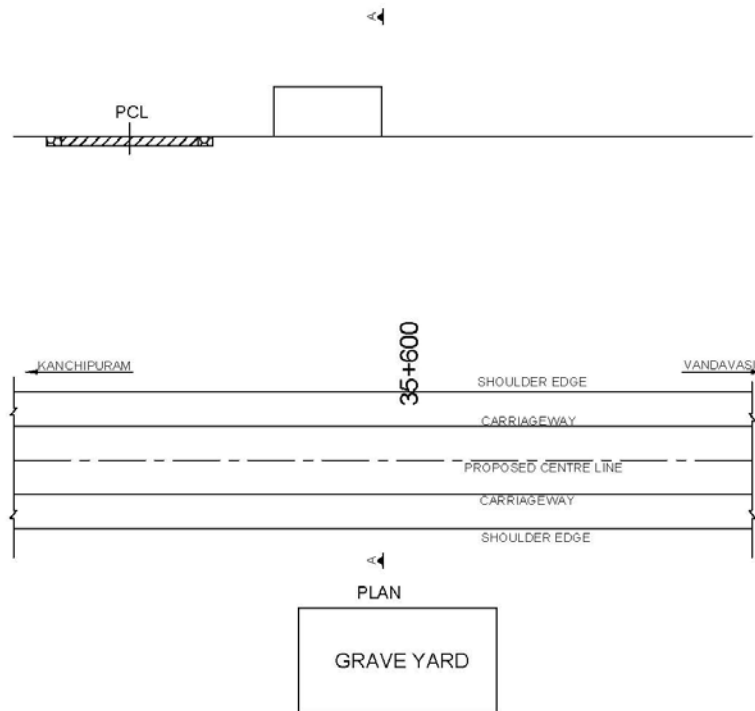 A
PCL
35+600
KANCHIPURAM
VANDAVASI
SHOULDER EDGE
CARRIAGEWAY
PROPOSED CENTRE LINE
CARRIAGEWAY
SHOULDER EDGE
A
PLAN
GRAVE YARD